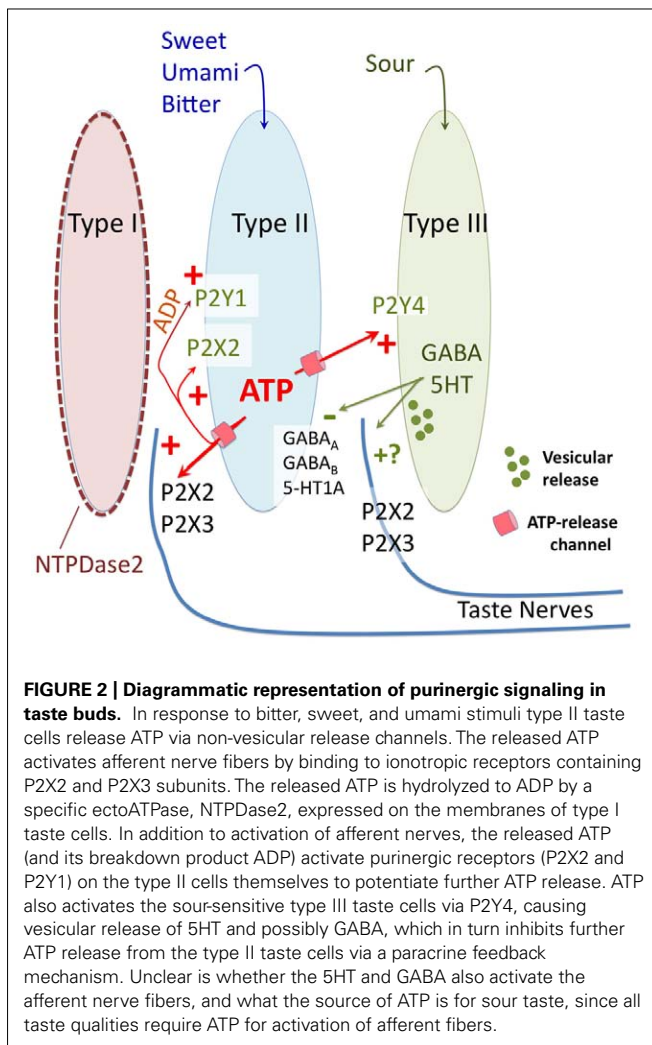 Sweet
Umami
Bitter
Sour
Type I
Type II
Type III
+
P2Y1
ADP
P2X2
+
P2Y4
+
ATP
GABA
5HT
+
-
GABAA
GABAB
5-HT1A
+?
P2X2
P2X3
P2X2
P2X3
Vesicular
release
ATP-release
channel
NTPDase2
Taste Nerves
FIGURE 2 | Diagrammatic representation of purinergic signaling in
taste buds. In response to bitter, sweet, and umami stimuli type II taste
cells release ATP via non-vesicular release channels. The released ATP
activates afferent nerve fibers by binding to ionotropic receptors containing
P2X2 and P2X3 subunits. The released ATP is hydrolyzed to ADP by a
specific ectoATPase, NTPDase2, expressed on the membranes of type I
taste cells. In addition to activation of afferent nerves, the released ATP
(and its breakdown product ADP) activate purinergic receptors (P2X2 and
P2Y1) on the type II cells themselves to potentiate further ATP release. ATP
also activates the sour-sensitive type III taste cells via P2Y4, causing
vesicular release of 5HT and possibly GABA, which in turn inhibits further
ATP release from the type II taste cells via a paracrine feedback
mechanism. Unclear is whether the 5HT and GABA also activate the
afferent nerve fibers, and what the source of ATP is for sour taste, since all
taste qualities require ATP for activation of afferent fibers.